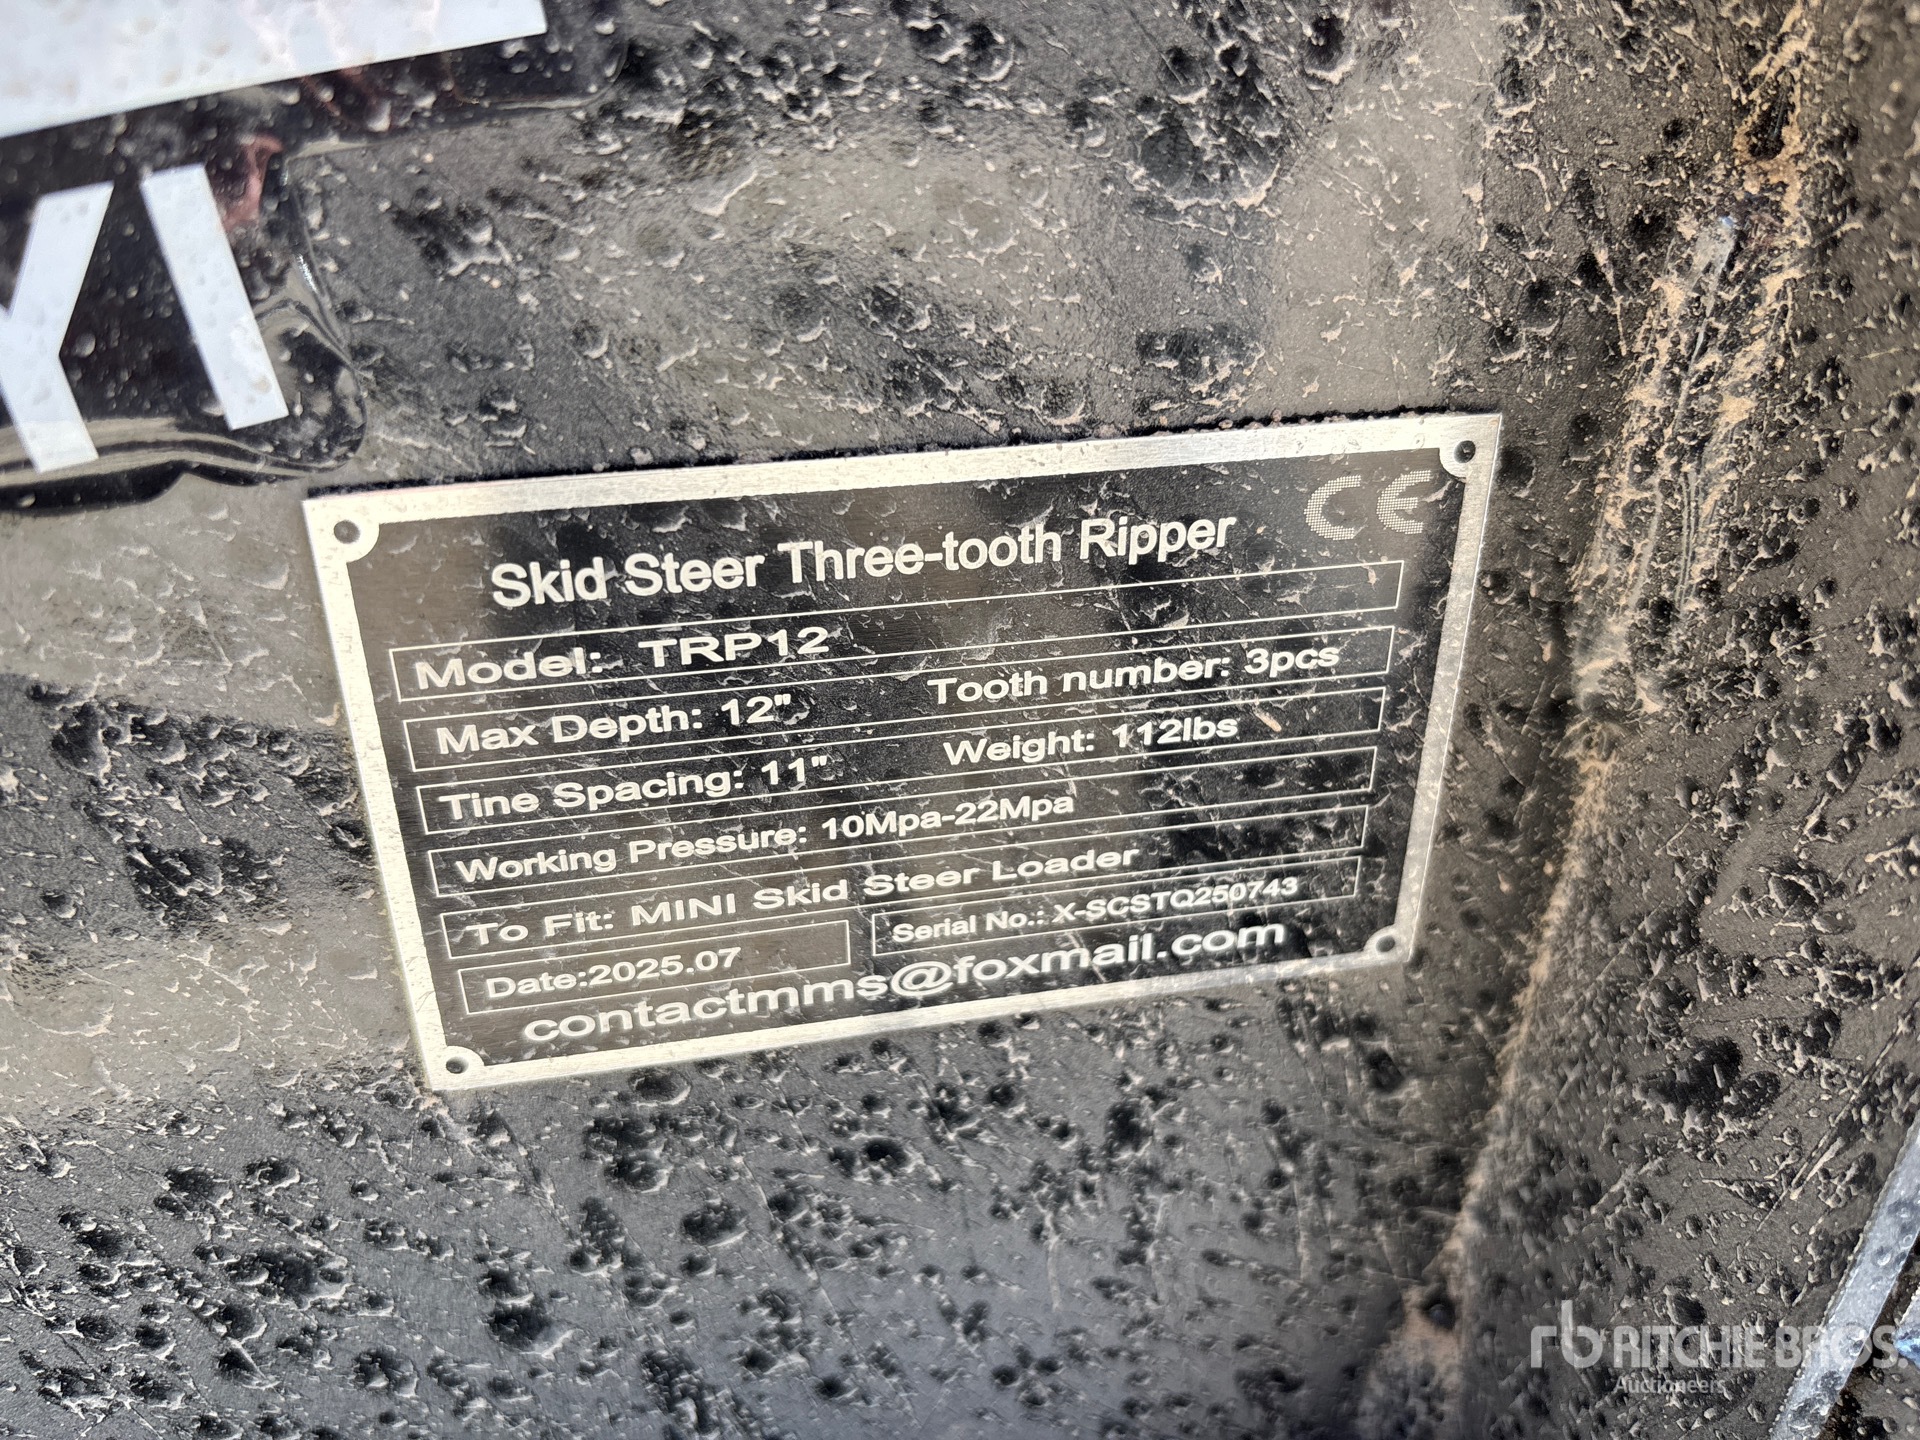 YI
Skid Steer Three-tooth Ripper CE
Model: TRP12
Max Depth: 12" Tooth number: 3pcs
Tine Spacing: 11" Weight: 112lbs
Working Pressure: 10Mpa-22Mpa
To Fit: MINI Skid Steer Loader
Date:2025.07 Serial No.: X-SCSTQ250743
contactmms@foxmail.com
rb RITCHIE BROS.
Auctioneers